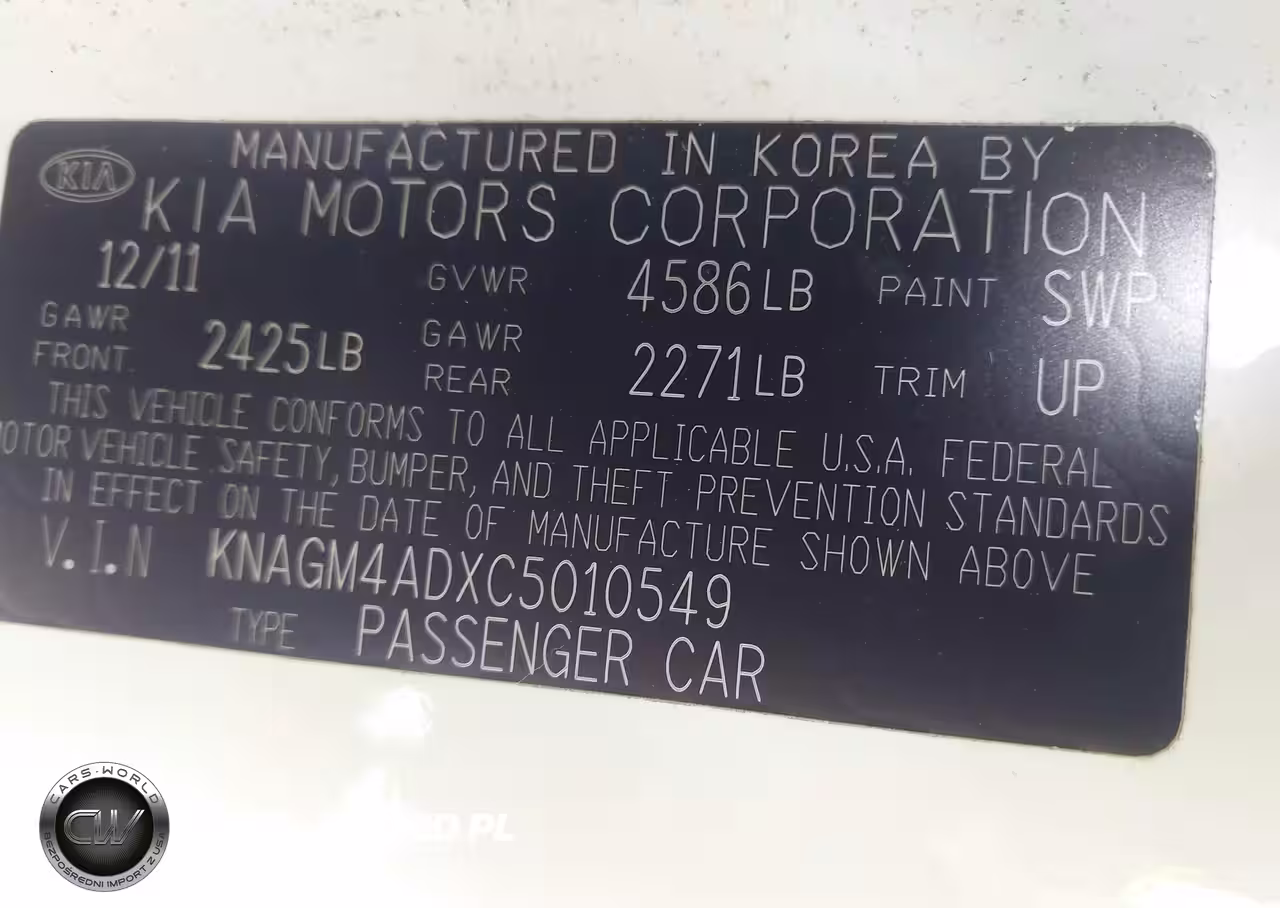 KIA
MANUFACTURED IN KOREA BY
KIA MOTORS CORPORATION
12/11 GVWR 4586LB PAINT SWP
GAWR FRONT 2425LB GAWR REAR 2271LB TRIM UP
THIS VEHICLE CONFORMS TO ALL APPLICABLE U.S.A. FEDERAL
VEHICLE SAFETY, BUMPER, AND THEFT PREVENTION STANDARDS
IN EFFECT ON THE DATE OF MANUFACTURE SHOWN ABOVE
V.I.N KNAGM4ADXC5010549
TYPE PASSENGER CAR
CARS-WORLD
CW
BEZPOŚREDNI IMPORT Z USA